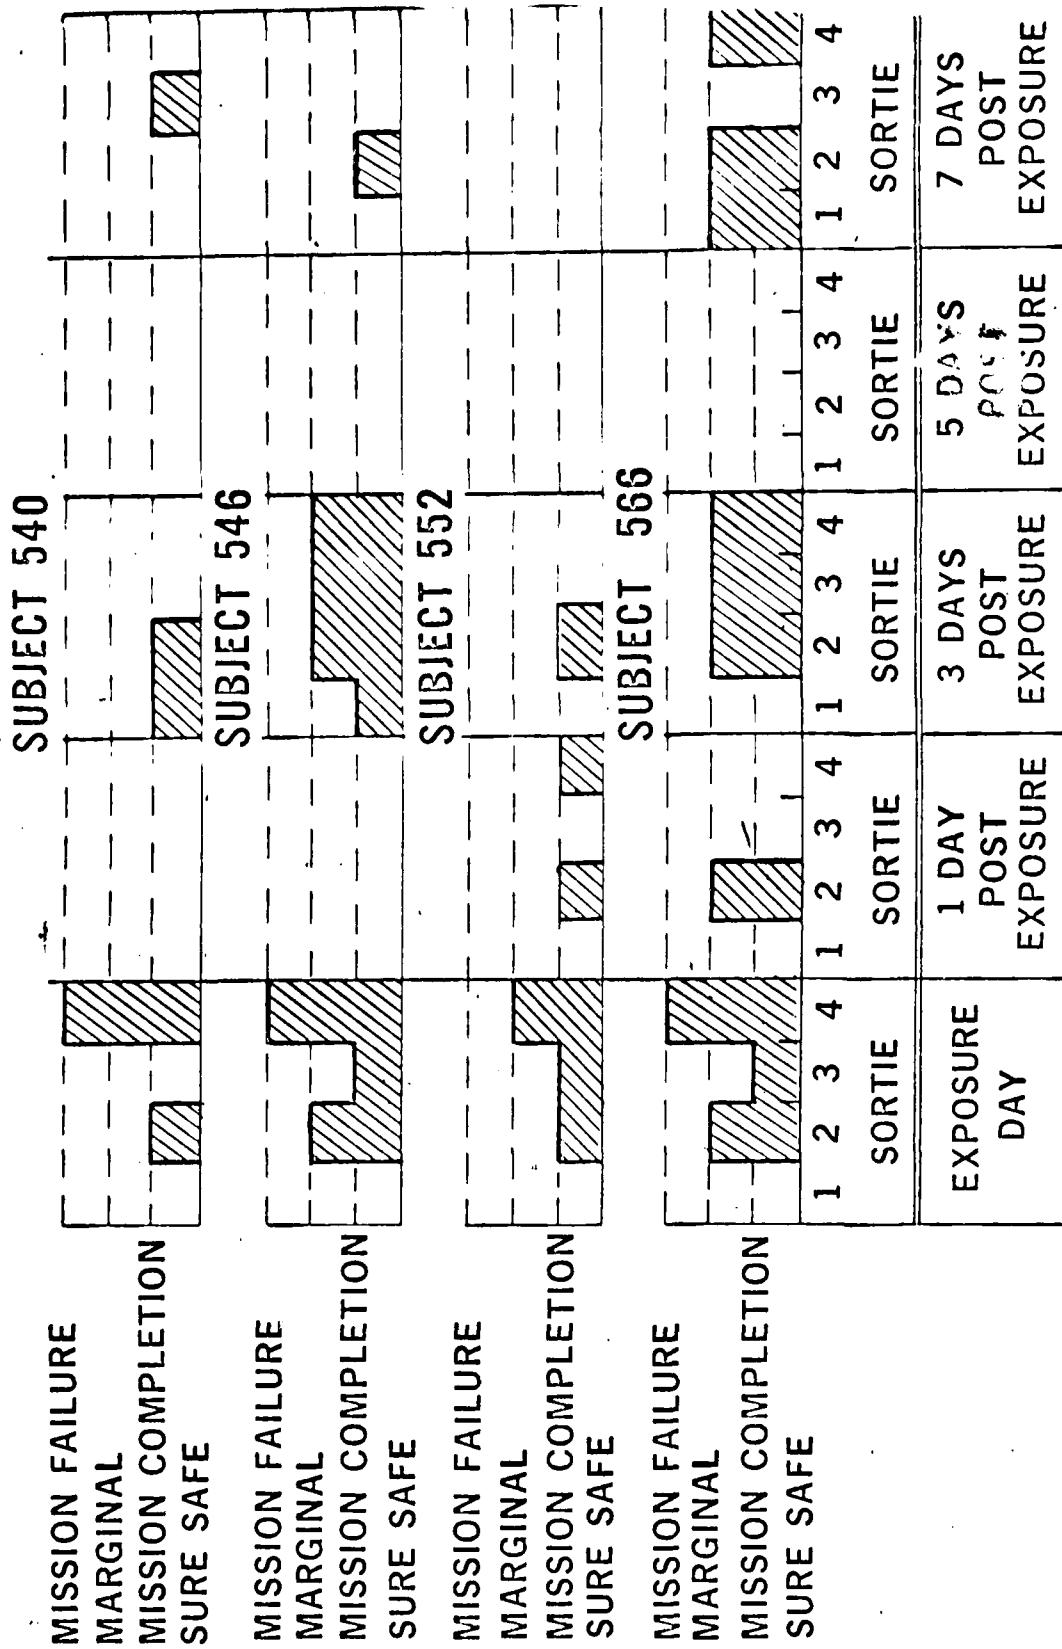 SUBJECT 540
MISSION FAILURE
MARGINAL
MISSION COMPLETION
SURE SAFE
SUBJECT 546
MISSION FAILURE
MARGINAL
MISSION COMPLETION
SURE SAFE
SUBJECT 552
MISSION FAILURE
MARGINAL
MISSION COMPLETION
SURE SAFE
SUBJECT 566
MISSION FAILURE
MARGINAL
MISSION COMPLETION
SURE SAFE
1 2 3 4 1 2 3 4 1 2 3 4 1 2 3 4 1 2 3 4
SORTIE SORTIE SORTIE SORTIE SORTIE
EXPOSURE
DAY
1 DAY
POST
EXPOSURE
3 DAYS
POST
EXPOSURE
5 DAYS
POST
EXPOSURE
7 DAYS
POST
EXPOSURE